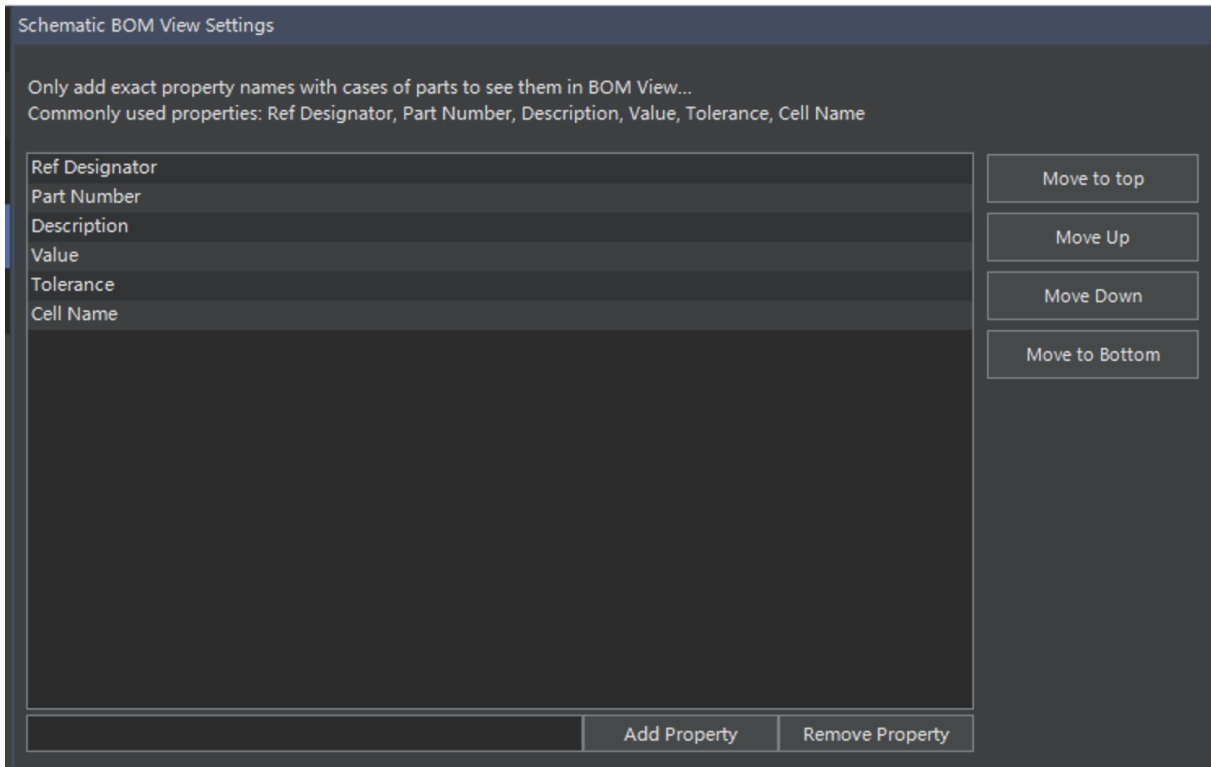 Schematic BOM View Settings
Only add exact property names with cases of parts to see them in BOM View...
Commonly used properties: Ref Designator, Part Number, Description, Value, Tolerance, Cell Name
Ref Designator
Part Number
Description
Value
Tolerance
Cell Name
Move to top
Move Up
Move Down
Move to Bottom
Add Property
Remove Property